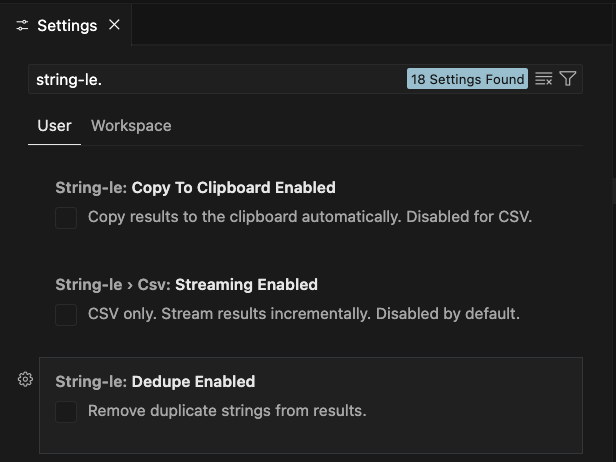 Settings
string-le.
18 Settings Found
User Workspace
String-le: Copy To Clipboard Enabled
Copy results to the clipboard automatically. Disabled for CSV.
String-le › Csv: Streaming Enabled
CSV only. Stream results incrementally. Disabled by default.
String-le: Dedupe Enabled
Remove duplicate strings from results.